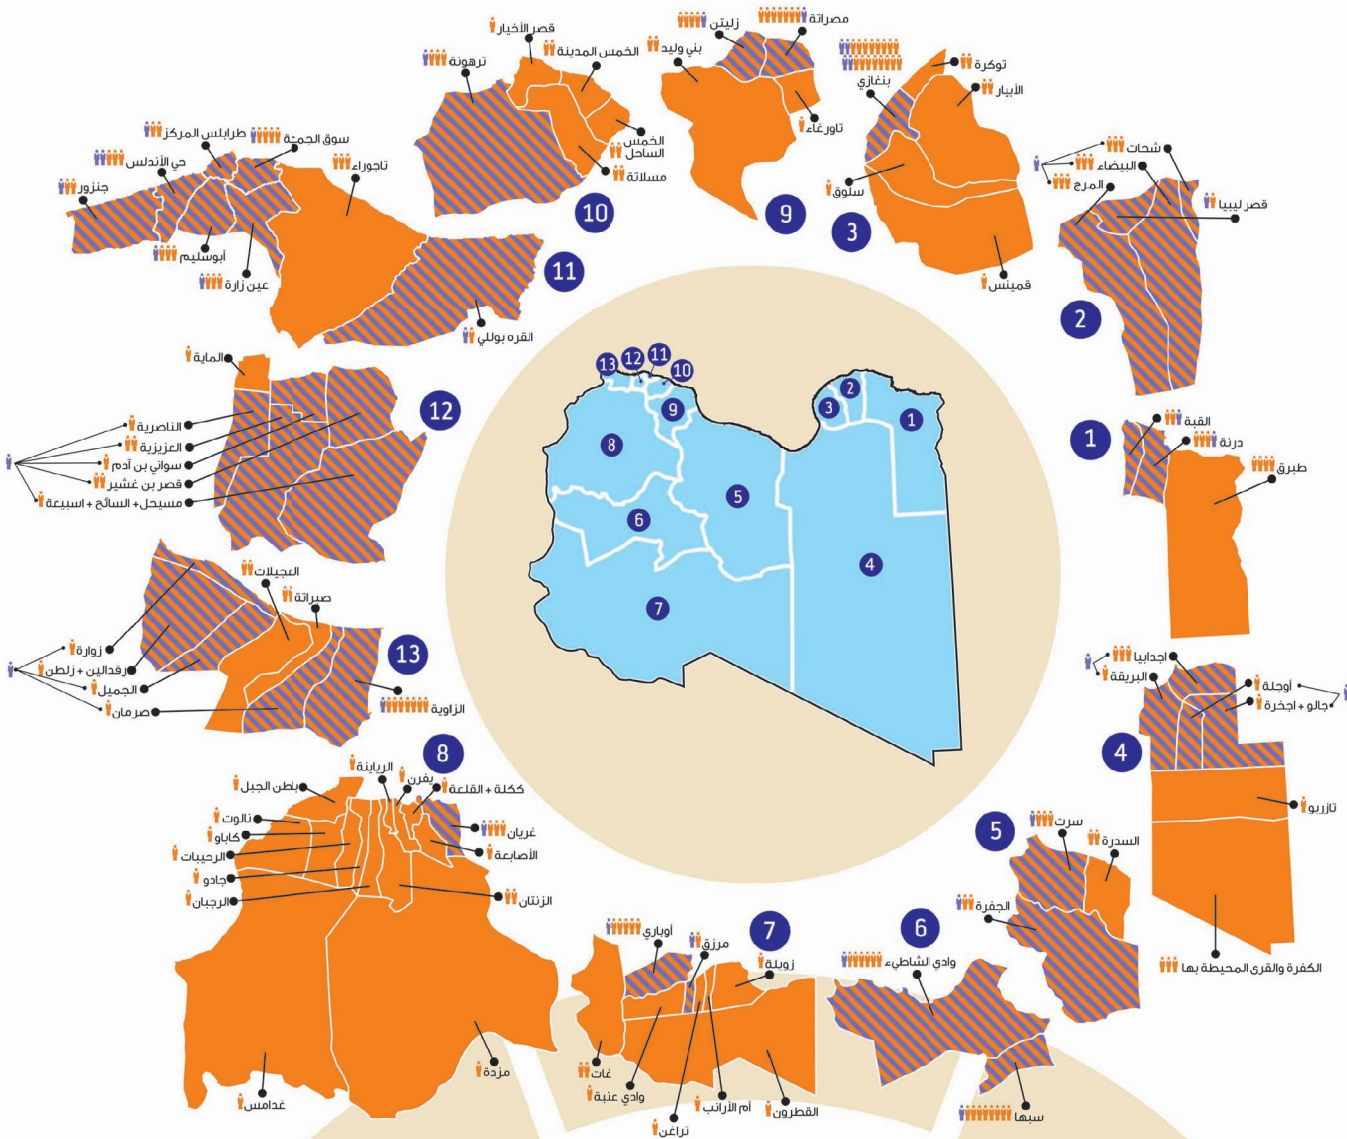 قصر الأخيار
الخمس المدينة
ترهونة
الخمس
الساحل
مسلاتة
10
زليتن
مصراتة
بني وليد
تاورغاء
9
توكرة
الأبيار
بنغازي
سلوق
قمينس
3
شحات
البيضاء
المرج
قصر ليبيا
2
طرابلس المركز
سوق الجمعة
حي الأندلس
تاجوراء
جنزور
أبوسليم
عين زارة
القره بوللي
11
الماية
الناصرية
العزيزية
سواني بن آدم
قصر بن غشير
مسيحل + السائح + اسبيعة
12
13
12
11
10
9
8
6
7
5
4
3
2
1
القبة
درنة
طبرق
1
العجيلات
صبراتة
زوارة
رقدالين + زلطن
الجميل
صرمان
الزاوية
13
اجدابيا
البريقة
أوجلة
جالو + اجخرة
تازربو
الكفرة والقرى المحيطة بها
4
الرياينة
يفرن
ككلة + القلعة
بطن الجبل
نالوت
كاباو
الرحيبات
جادو
الرجبان
غريان
الأصابعة
الزنتان
غدامس
مزدة
8
سرت
السدرة
الجفرة
5
أوباري
مرزق
زويلة
غات
وادي عتبة
تراغن
أم الأرانب
القطرون
7
وادي الشاطيء
سبها
6